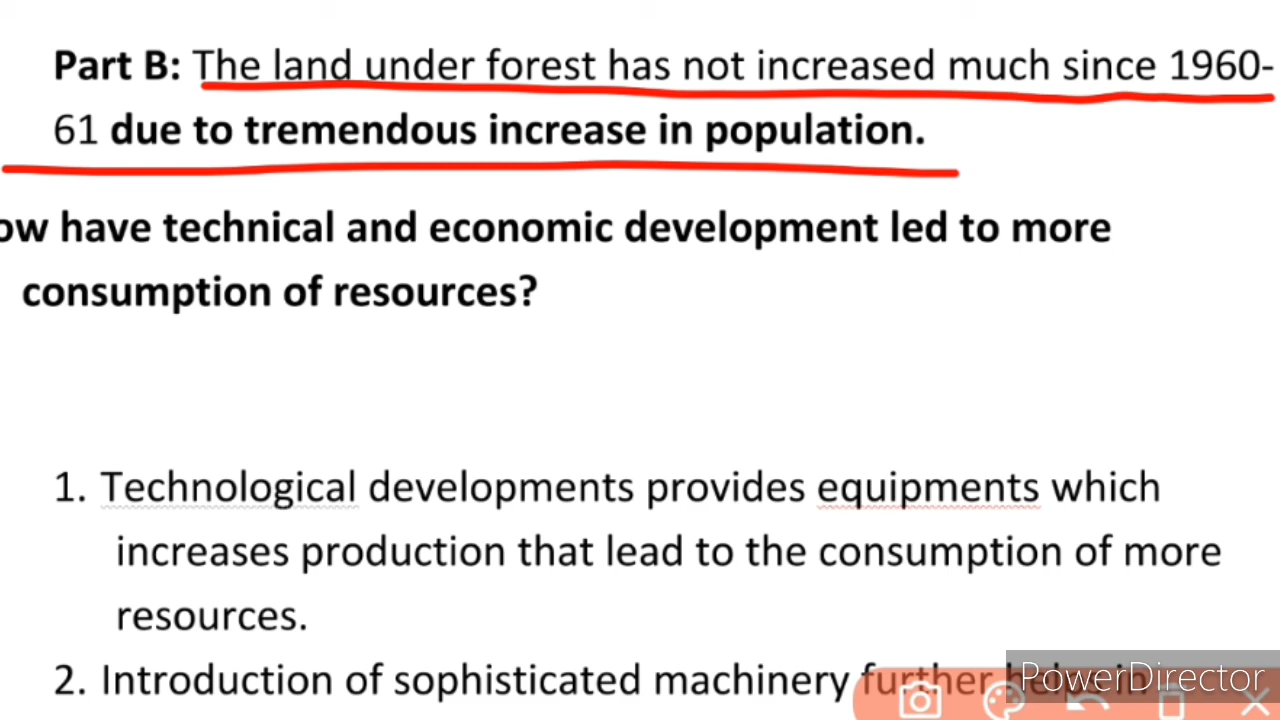 Part B: The land under forest has not increased much since 1960-
61 due to tremendous increase in population.
ow have technical and economic development led to more
consumption of resources?
1. Technological developments provides equipments which
increases production that lead to the consumption of more
resources.
2. Introduction of sophisticated machinery further helps in
PowerDirector